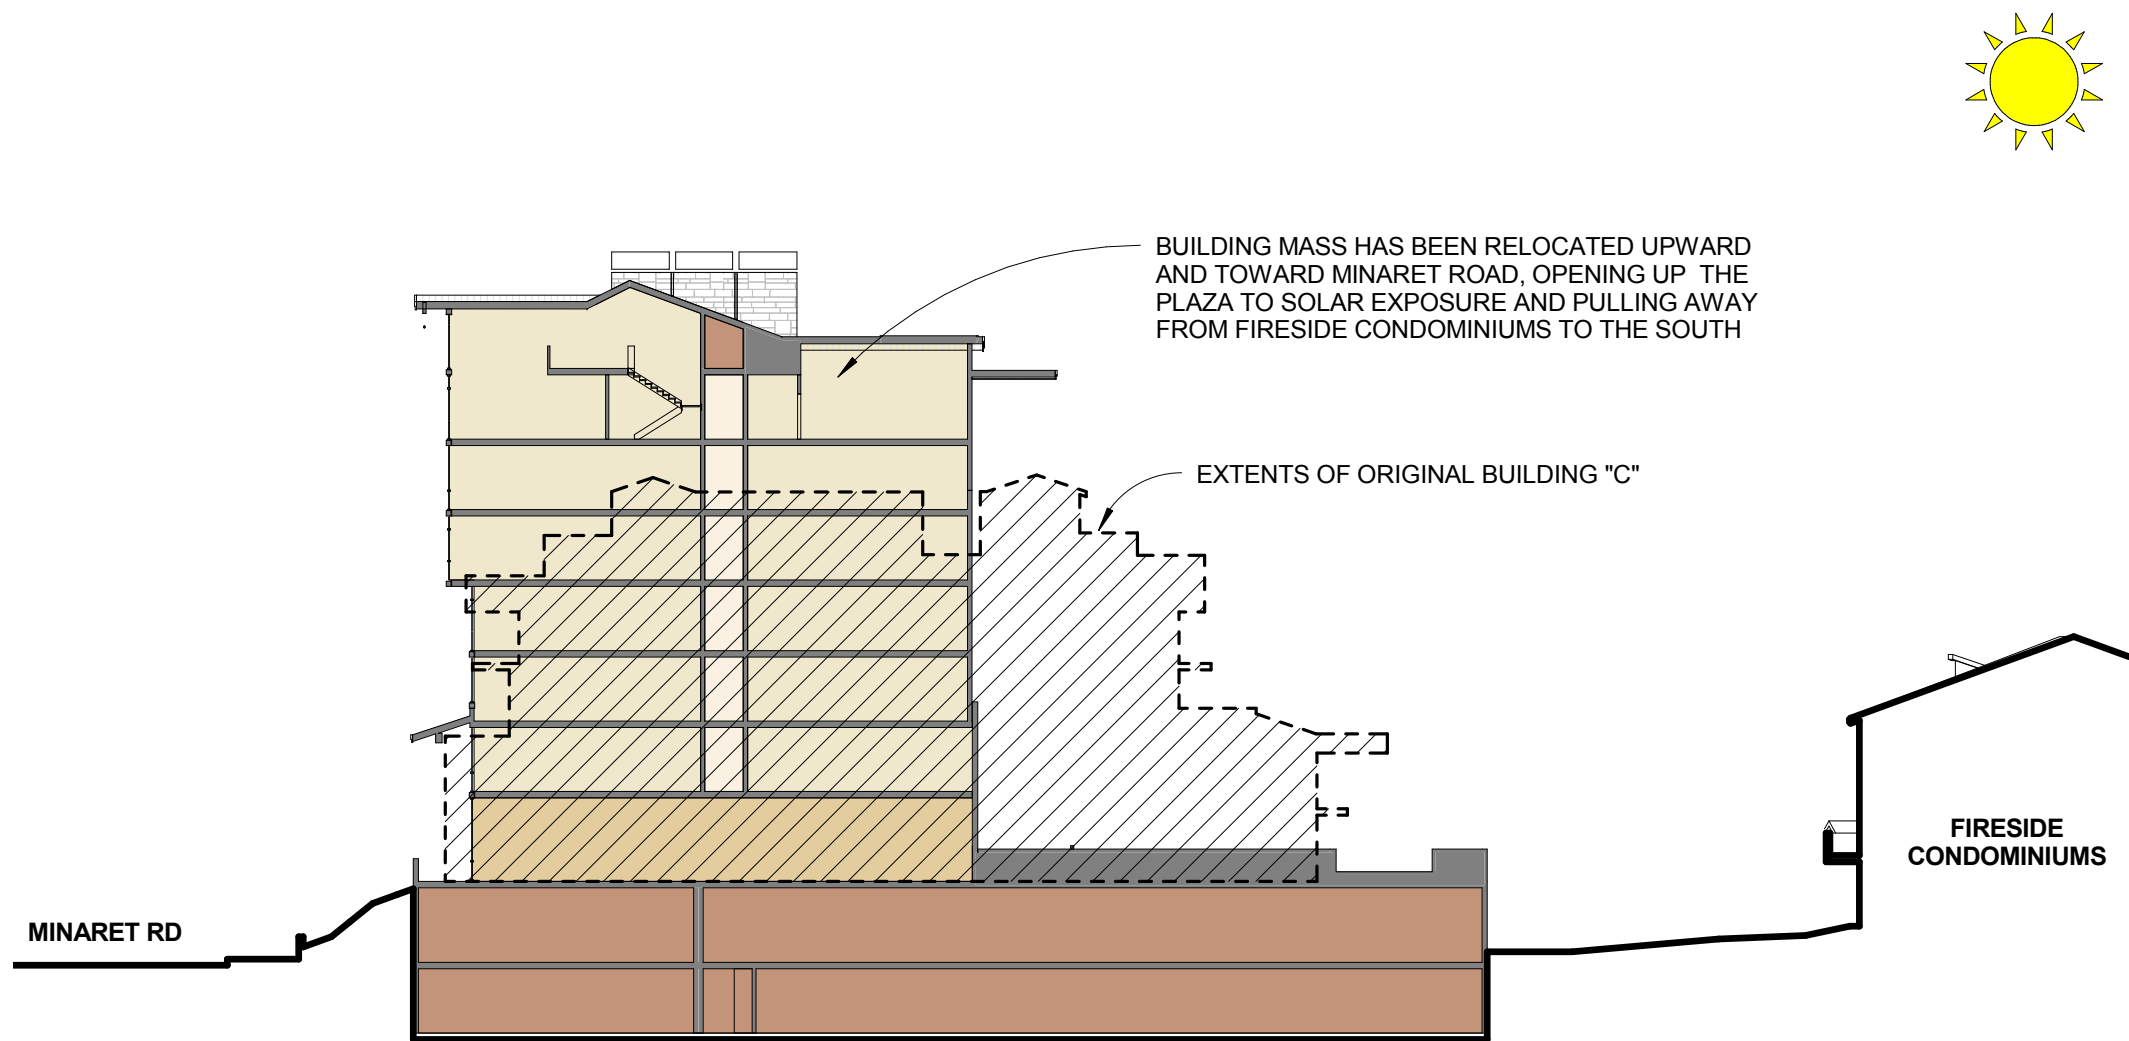 BUILDING MASS HAS BEEN RELOCATED UPWARD
AND TOWARD MINARET ROAD, OPENING UP THE
PLAZA TO SOLAR EXPOSURE AND PULLING AWAY
FROM FIRESIDE CONDOMINIUMS TO THE SOUTH
EXTENTS OF ORIGINAL BUILDING "C"
FIRESIDE
CONDOMINIUMS
MINARET RD